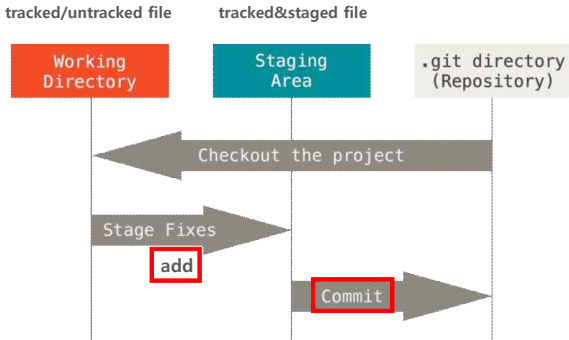 tracked/untracked file
tracked&staged file
Working
Directory
Staging
Area
.git directory
(Repository)
Checkout the project
Stage Fixes
add
Commit